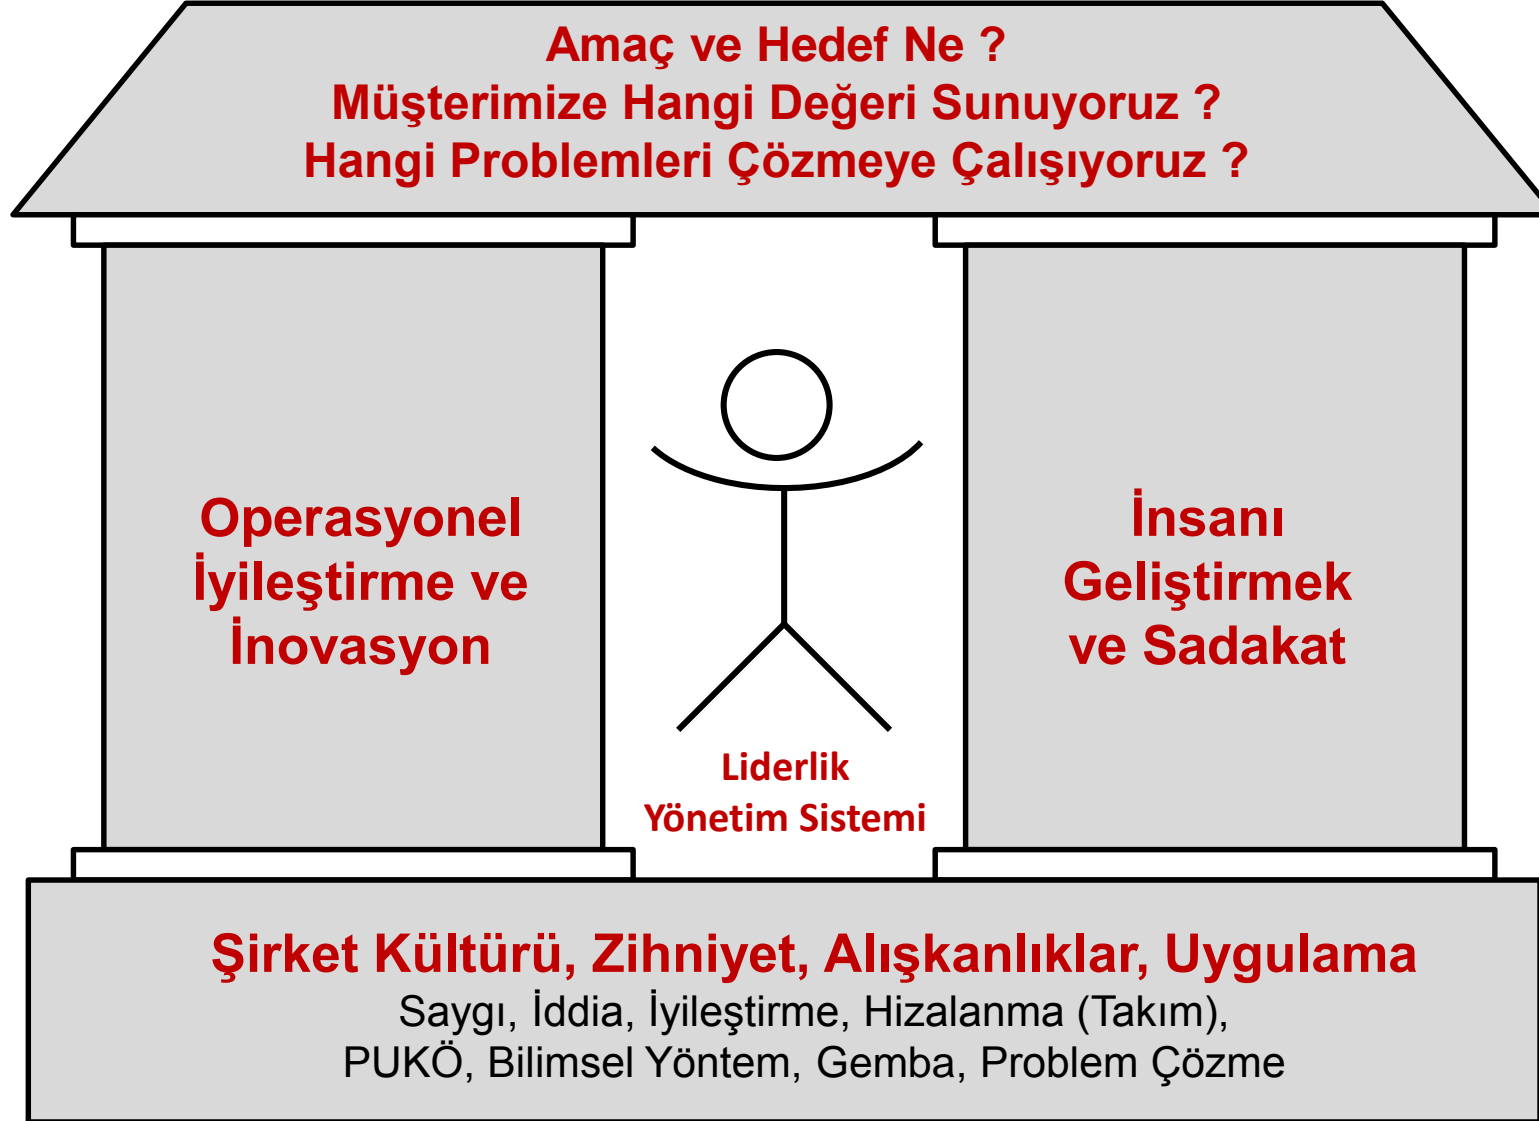 Amaç ve Hedef Ne ?
Müşterimize Hangi Değeri Sunuyoruz ?
Hangi Problemleri Çözmeye Çalışıyoruz ?
Operasyonel
İyileştirme ve
İnovasyon
Liderlik
Yönetim Sistemi
İnsanı
Geliştirmek
ve Sadakat
Şirket Kültürü, Zihniyet, Alışkanlıklar, Uygulama
Saygı, İddia, İyileştirme, Hizalanma (Takım),
PUKÖ, Bilimsel Yöntem, Gemba, Problem Çözme